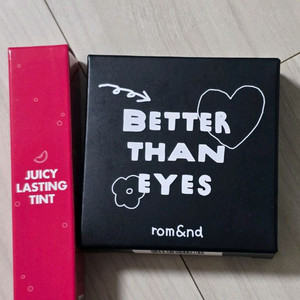 JUICY
LASTING
TINT
BETTER
THAN
EYES
rom&nd